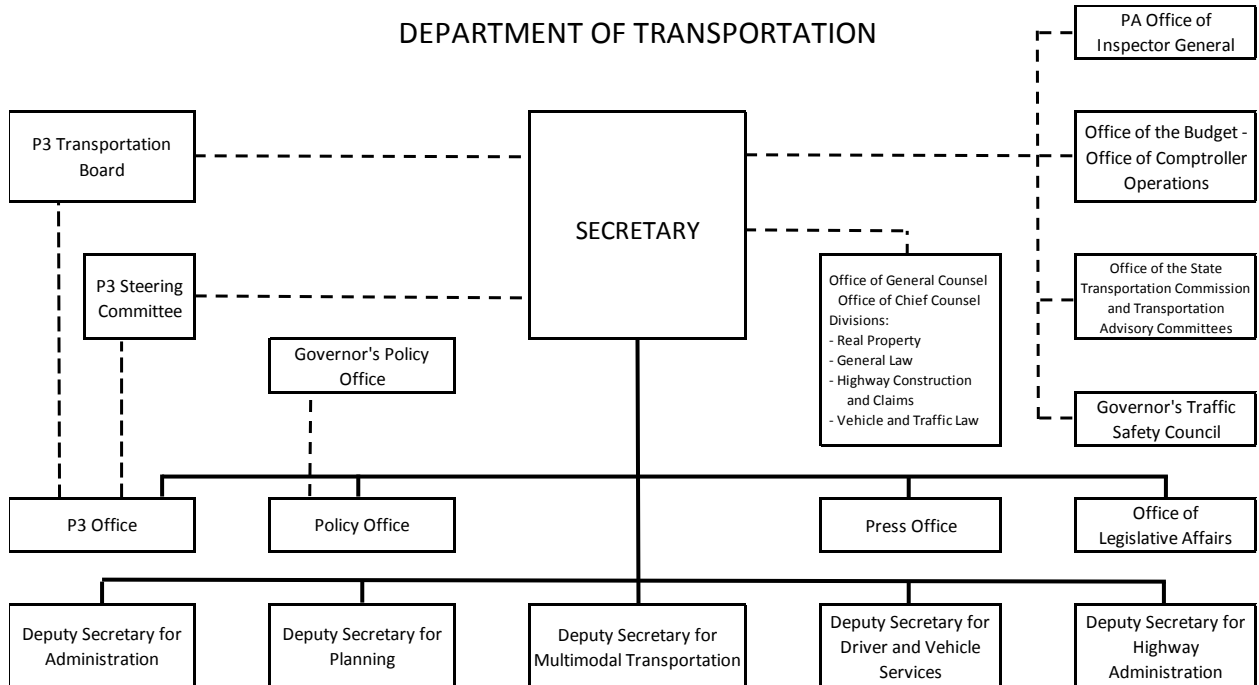 DEPARTMENT OF TRANSPORTATION
PA Office of
Inspector General
P3 Transportation
Board
SECRETARY
Office of the Budget -
Office of Comptroller
Operations
P3 Steering
Committee
Office of General Counsel
Office of Chief Counsel
Divisions:
- Real Property
- General Law
- Highway Construction
and Claims
- Vehicle and Traffic Law
Office of the State
Transportation Commission
and Transportation
Advisory Committees
Governor's Policy
Office
Governor's Traffic
Safety Council
P3 Office
Policy Office
Press Office
Office of
Legislative Affairs
Deputy Secretary for
Administration
Deputy Secretary for
Planning
Deputy Secretary for
Multimodal Transportation
Deputy Secretary for
Driver and Vehicle
Services
Deputy Secretary for
Highway
Administration